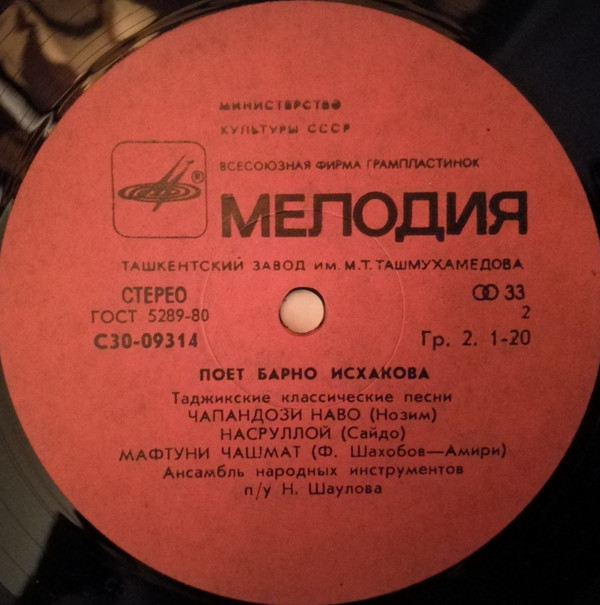 МИНИСТЕРСТВО
КУЛЬТУРЫ СССР
ВСЕСОЮЗНАЯ ФИРМА ГРАМПЛАСТИНОК
®
МЕЛОДИЯ
ТАШКЕНТСКИЙ ЗАВОД ИМ. М.Т. ТАШМУХАМЕДОВА
СТЕРЕО 33
ГОСТ 5289-80 2
С30-09314 Гр. 2. 1-20
ПОЕТ БАРНО ИСХАКОВА
Таджикские классические песни
ЧАПАНДОЗИ НАВО (Нозим)
НАСРУЛЛОЙ (Сайдо)
МАФТУНИ ЧАШМАТ (Ф. Шахобов—Амири)
Ансамбль народных инструментов
п/у Н. Шаулова